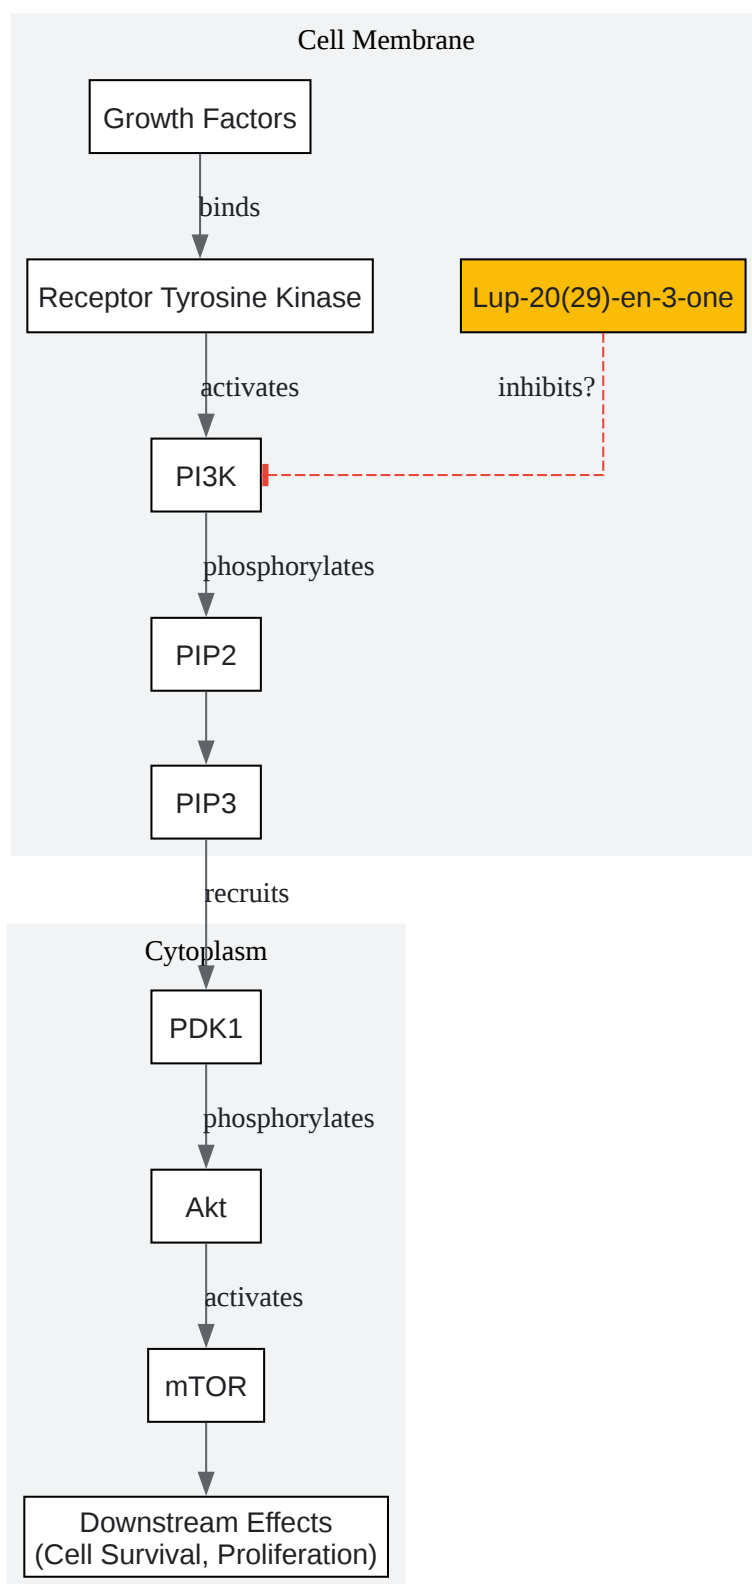 Cell Membrane
Growth Factors
binds
Receptor Tyrosine Kinase
Lup-20(29)-en-3-one
activates
inhibits?
PI3K
phosphorylates
PIP2
PIP3
recruits
Cytoplasm
PDK1
phosphorylates
Akt
activates
mTOR
Downstream Effects
(Cell Survival, Proliferation)